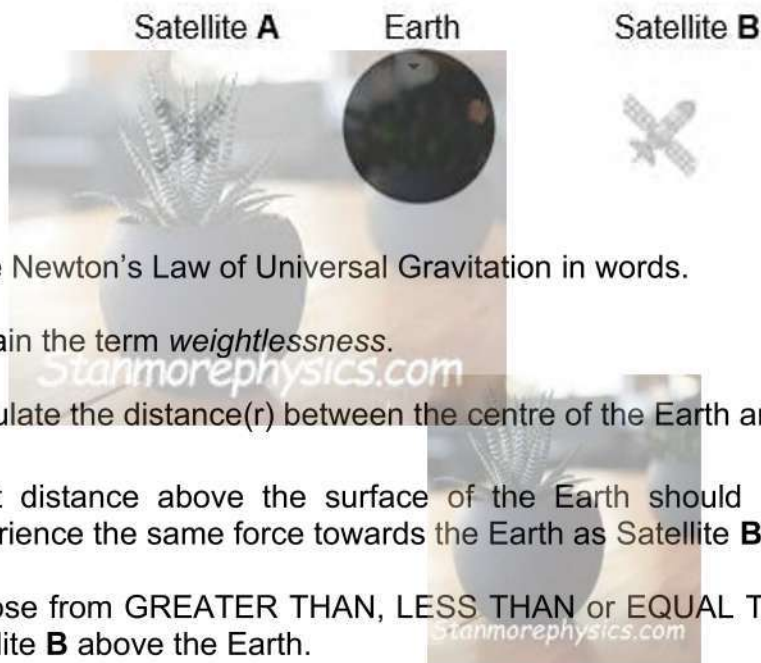 Satellite A Earth Satellite B
Newton's Law of Universal Gravitation in words.
ain the term weightlessness.
Stanmorephysics.com
ulate the distance(r) between the centre of the Earth
distance above the surface of the Earth should
rience the same force towards the Earth as Satellite B
ose from GREATER THAN, LESS THAN or EQUAL T
Stanmorephysics.com
lite B above the Earth.